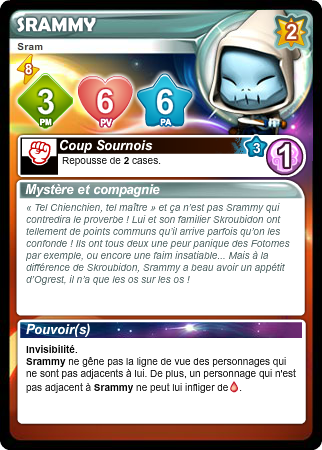 SRAMMY
2
Sram
8
3
PM
6
PV
6
PA
Coup Sournois
3
1
Repousse de 2 cases.
Mystère et compagnie
« Tel Chienchien, tel maître » et ça n'est pas Srammy qui
contredira le proverbe ! Lui et son familier Skroubidon ont
tellement de points communs qu'il arrive parfois qu'on les
confonde ! Ils ont tous deux une peur panique des Fotomes
par exemple, ou encore une faim insatiable... Mais à la
différence de Skroubidon, Srammy a beau avoir un appétit
d'Ogrest, il n'a que les os sur les os !
Pouvoir(s)
Invisibilité.
Srammy ne gêne pas la ligne de vue des personnages qui
ne sont pas adjacents à lui. De plus, un personnage qui n'est
pas adjacent à Srammy ne peut lui infliger de .